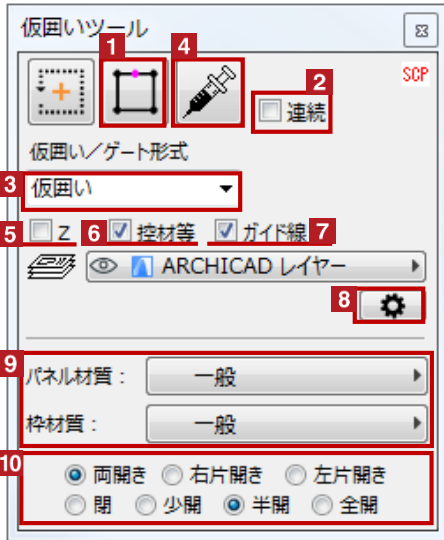 仮囲いツール
1
4
2
SCP
連続
仮囲い／ゲート形式
3 仮囲い
5 Z 6 控材等 ガイド線 7
ARCHICAD レイヤー
8
9
パネル材質： 一般
枠材質： 一般
10
両開き 右片開き 左片開き
閉 少開 半開 全開